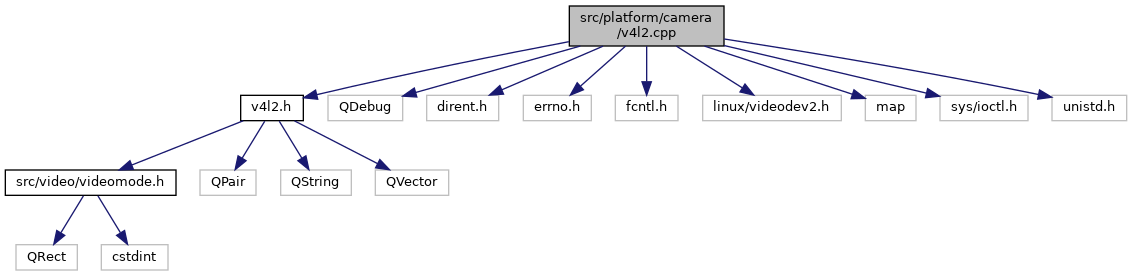 src/platform/camera
/v4l2.cpp
v4l2.h
QDebug
dirent.h
errno.h
fcntl.h
linux/videodev2.h
map
sys/ioctl.h
unistd.h
src/video/videomode.h
QPair
QString
QVector
QRect
cstdint